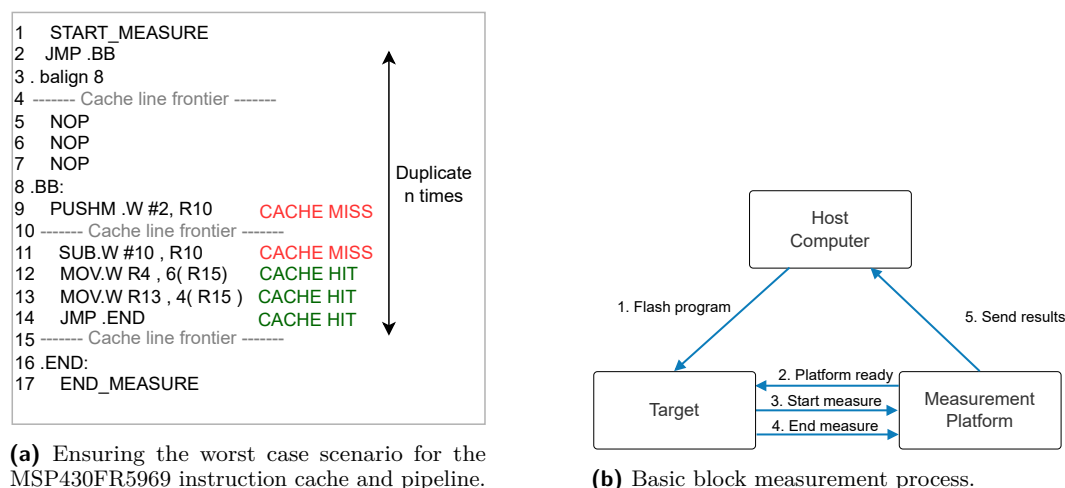 1 START_MEASURE
2 JMP .BB
3 . balign 8
4 ------- Cache line frontier -------
5 NOP
6 NOP
7 NOP
8 .BB:
9 PUSHM .W #2, R10 CACHE MISS
10 ------- Cache line frontier -------
11 SUB.W #10 , R10 CACHE MISS
12 MOV.W R4 , 6( R15) CACHE HIT
13 MOV.W R13 , 4( R15 ) CACHE HIT
14 JMP .END CACHE HIT
15 ------- Cache line frontier -------
16 .END:
17 END_MEASURE
Duplicate
n times
(a) Ensuring the worst case scenario for the
MSP430FR5969 instruction cache and pipeline.
Host
Computer
1. Flash program
5. Send results
Target
2. Platform ready
3. Start measure
4. End measure
Measurement
Platform
(b) Basic block measurement process.